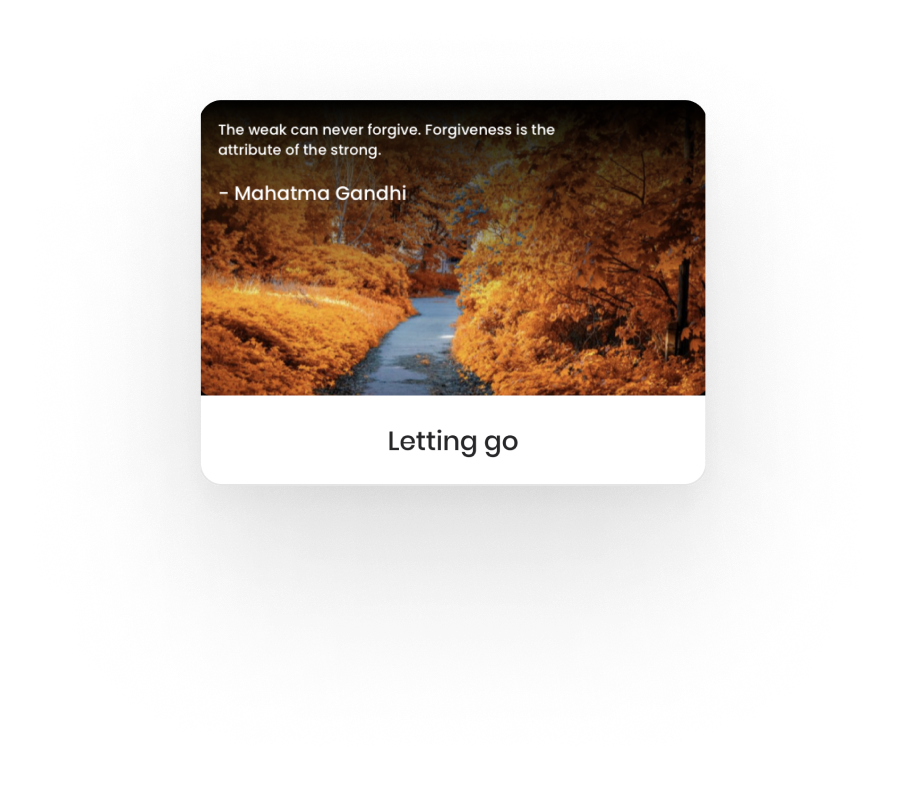 The weak can never forgive. Forgiveness is the
attribute of the strong.
- Mahatma Gandhi
Letting go